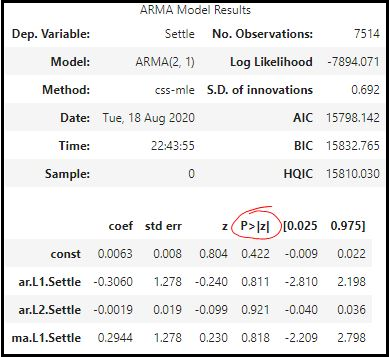 ARMA Model Results
Dep. Variable: Settle No. Observations: 7514
Model: ARMA(2, 1) Log Likelihood -7894.071
Method: css-mle S.D. of innovations 0.692
Date: Tue, 18 Aug 2020 AIC 15798.142
Time: 22:43:55 BIC 15832.765
Sample: 0 HQIC 15810.030
coef std err z P>|z| [0.025 0.975]
const 0.0063 0.008 0.804 0.422 -0.009 0.022
ar.L1.Settle -0.3060 1.278 -0.240 0.811 -2.810 2.198
ar.L2.Settle -0.0019 0.019 -0.099 0.921 -0.040 0.036
ma.L1.Settle 0.2944 1.278 0.230 0.818 -2.209 2.798